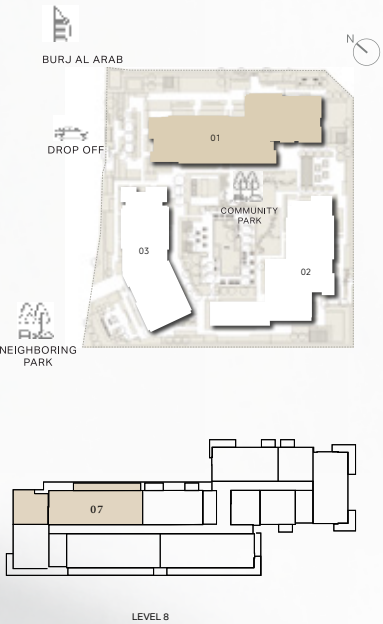 N
BURJ AL ARAB
01
DROP OFF
COMMUNITY
PARK
03
02
NEIGHBORING
PARK
07
LEVEL 8